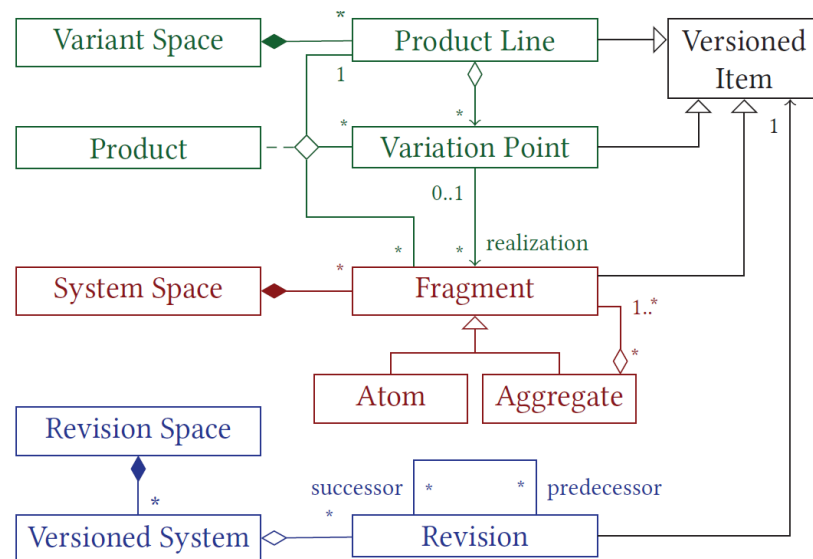 Variant Space
*
Product Line
Versioned
Item
1
*
*
1
Product
Variation Point
0..1
*
*
realization
System Space
*
Fragment
1..*
*
Atom
Aggregate
Revision Space
*
successor
*
*
predecessor
Versioned System
*
Revision